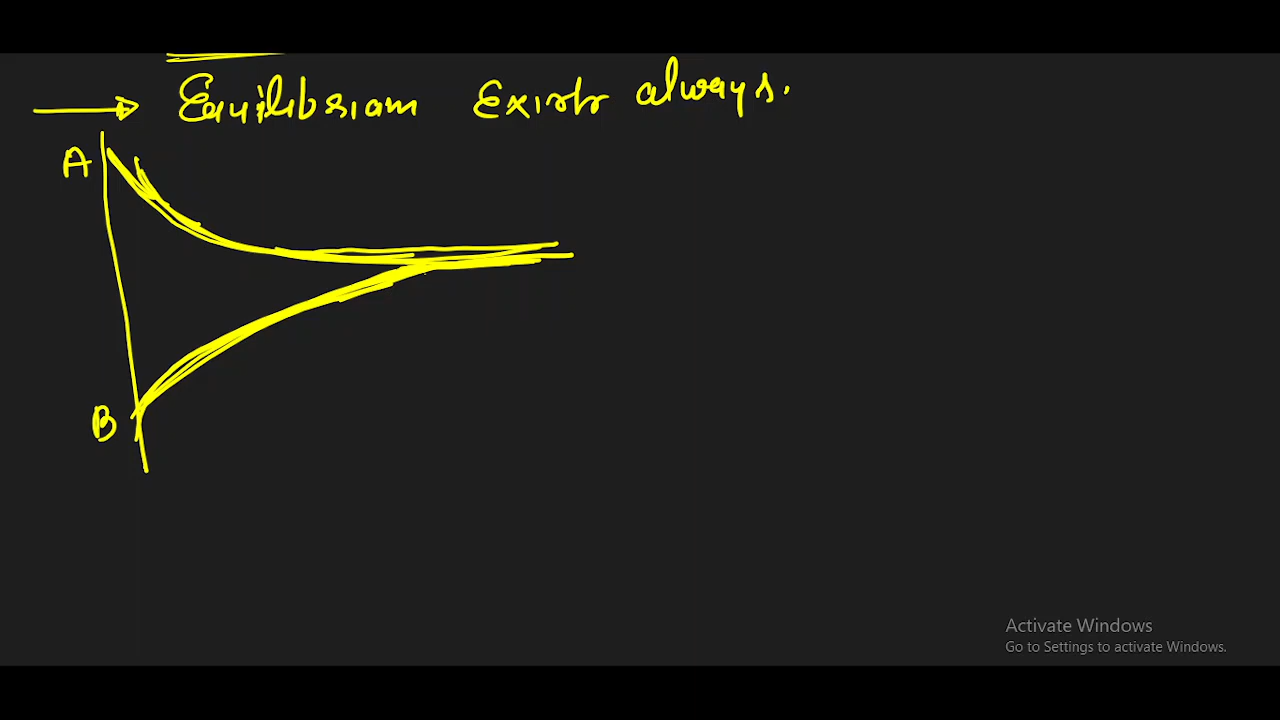 Equilibrium Exists always.
A
B
Activate Windows
Go to Settings to activate Windows.